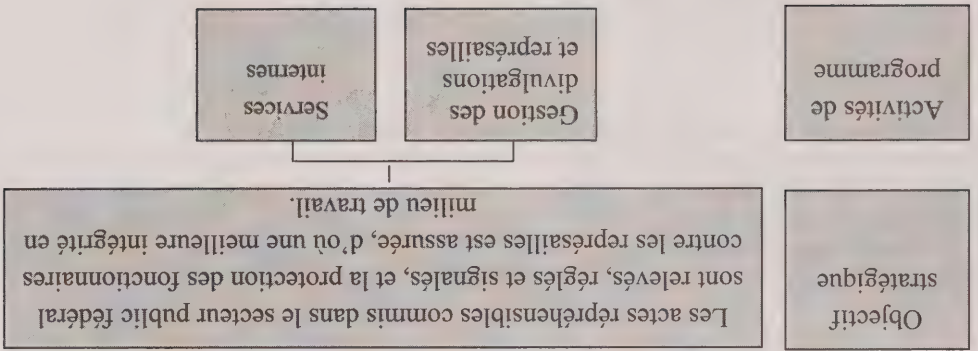 Objectif
stratégique
Les actes répréhensibles commis dans le secteur public fédéral
sont relevés, réglés et signalés, et la protection des fonctionnaires
contre les représailles est assurée, d'où une meilleure intégrité en
milieu de travail.
Activités de
programme
Gestion des
divulgations
et représailles
Services
internes